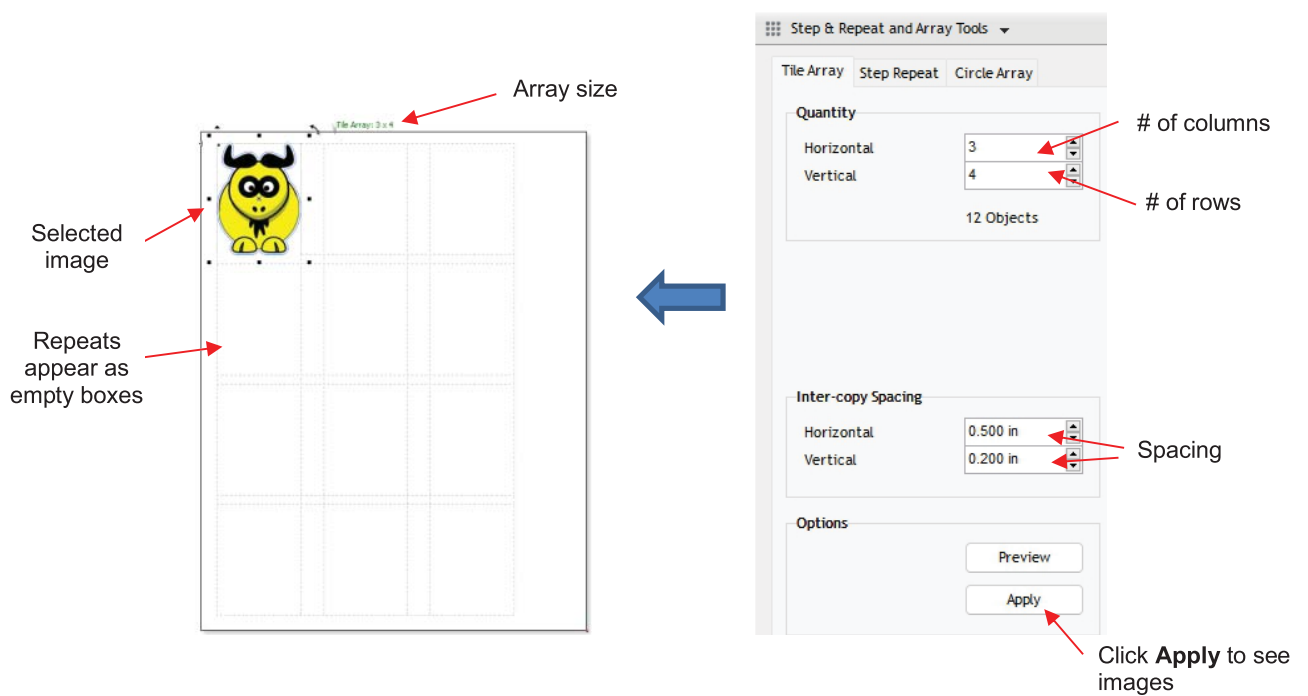 Step & Repeat and Array Tools
Tile Array Step Repeat Circle Array
Array size
Tile Array: 3 x 4
Quantity
# of columns
Horizontal 3
Vertical 4
# of rows
12 Objects
Selected
image
Repeats
appear as
empty boxes
Inter-copy Spacing
Horizontal 0.500 in
Vertical 0.200 in
Spacing
Options
Preview
Apply
Click Apply to see
images